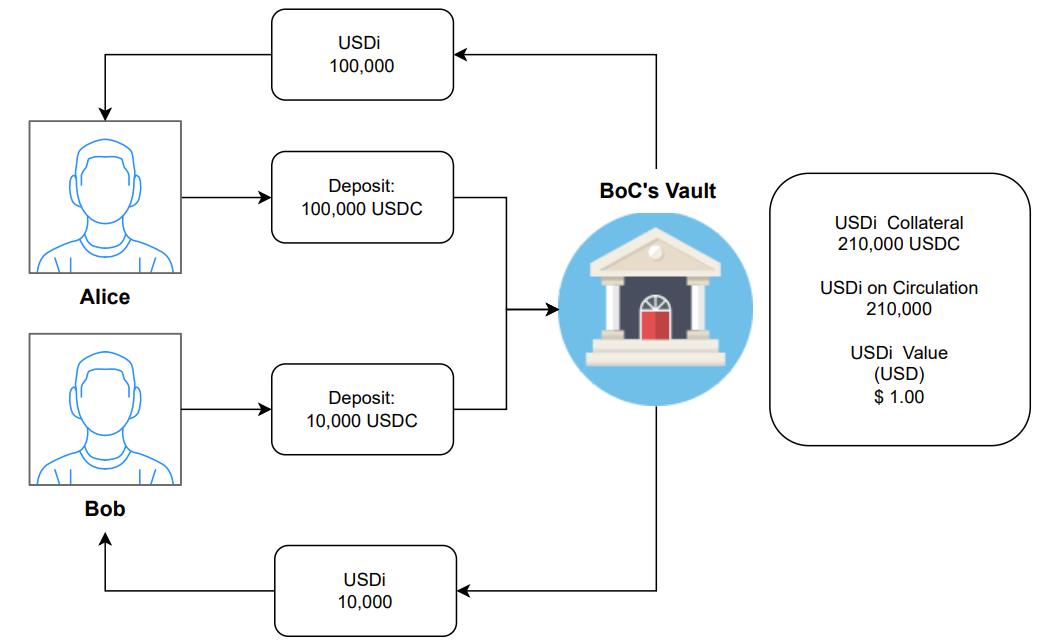 USDi
100,000
Deposit:
100,000 USDC
Alice
Deposit:
10,000 USDC
Bob
USDi
10,000
BoC's Vault
USDi Collateral
210,000 USDC
USDi on Circulation
210,000
USDi Value
(USD)
$ 1.00